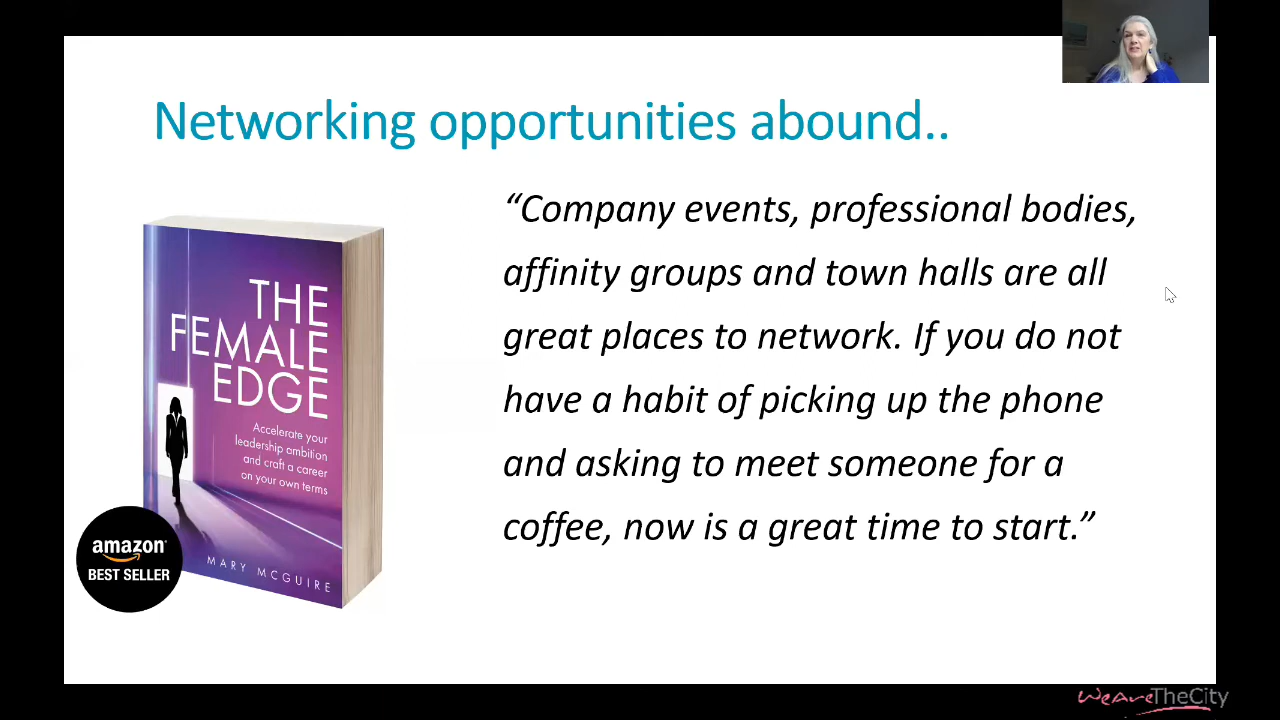 Networking opportunities abound..
“Company events, professional bodies,
affinity groups and town halls are all
great places to network. If you do not
have a habit of picking up the phone
and asking to meet someone for a
coffee, now is a great time to start.”
THE
FEMALE
EDGE
Accelerate your
leadership ambition
and craft a career
on your own terms
MARY MCGUIRE
amazon
BEST SELLER
WeAreTheCity